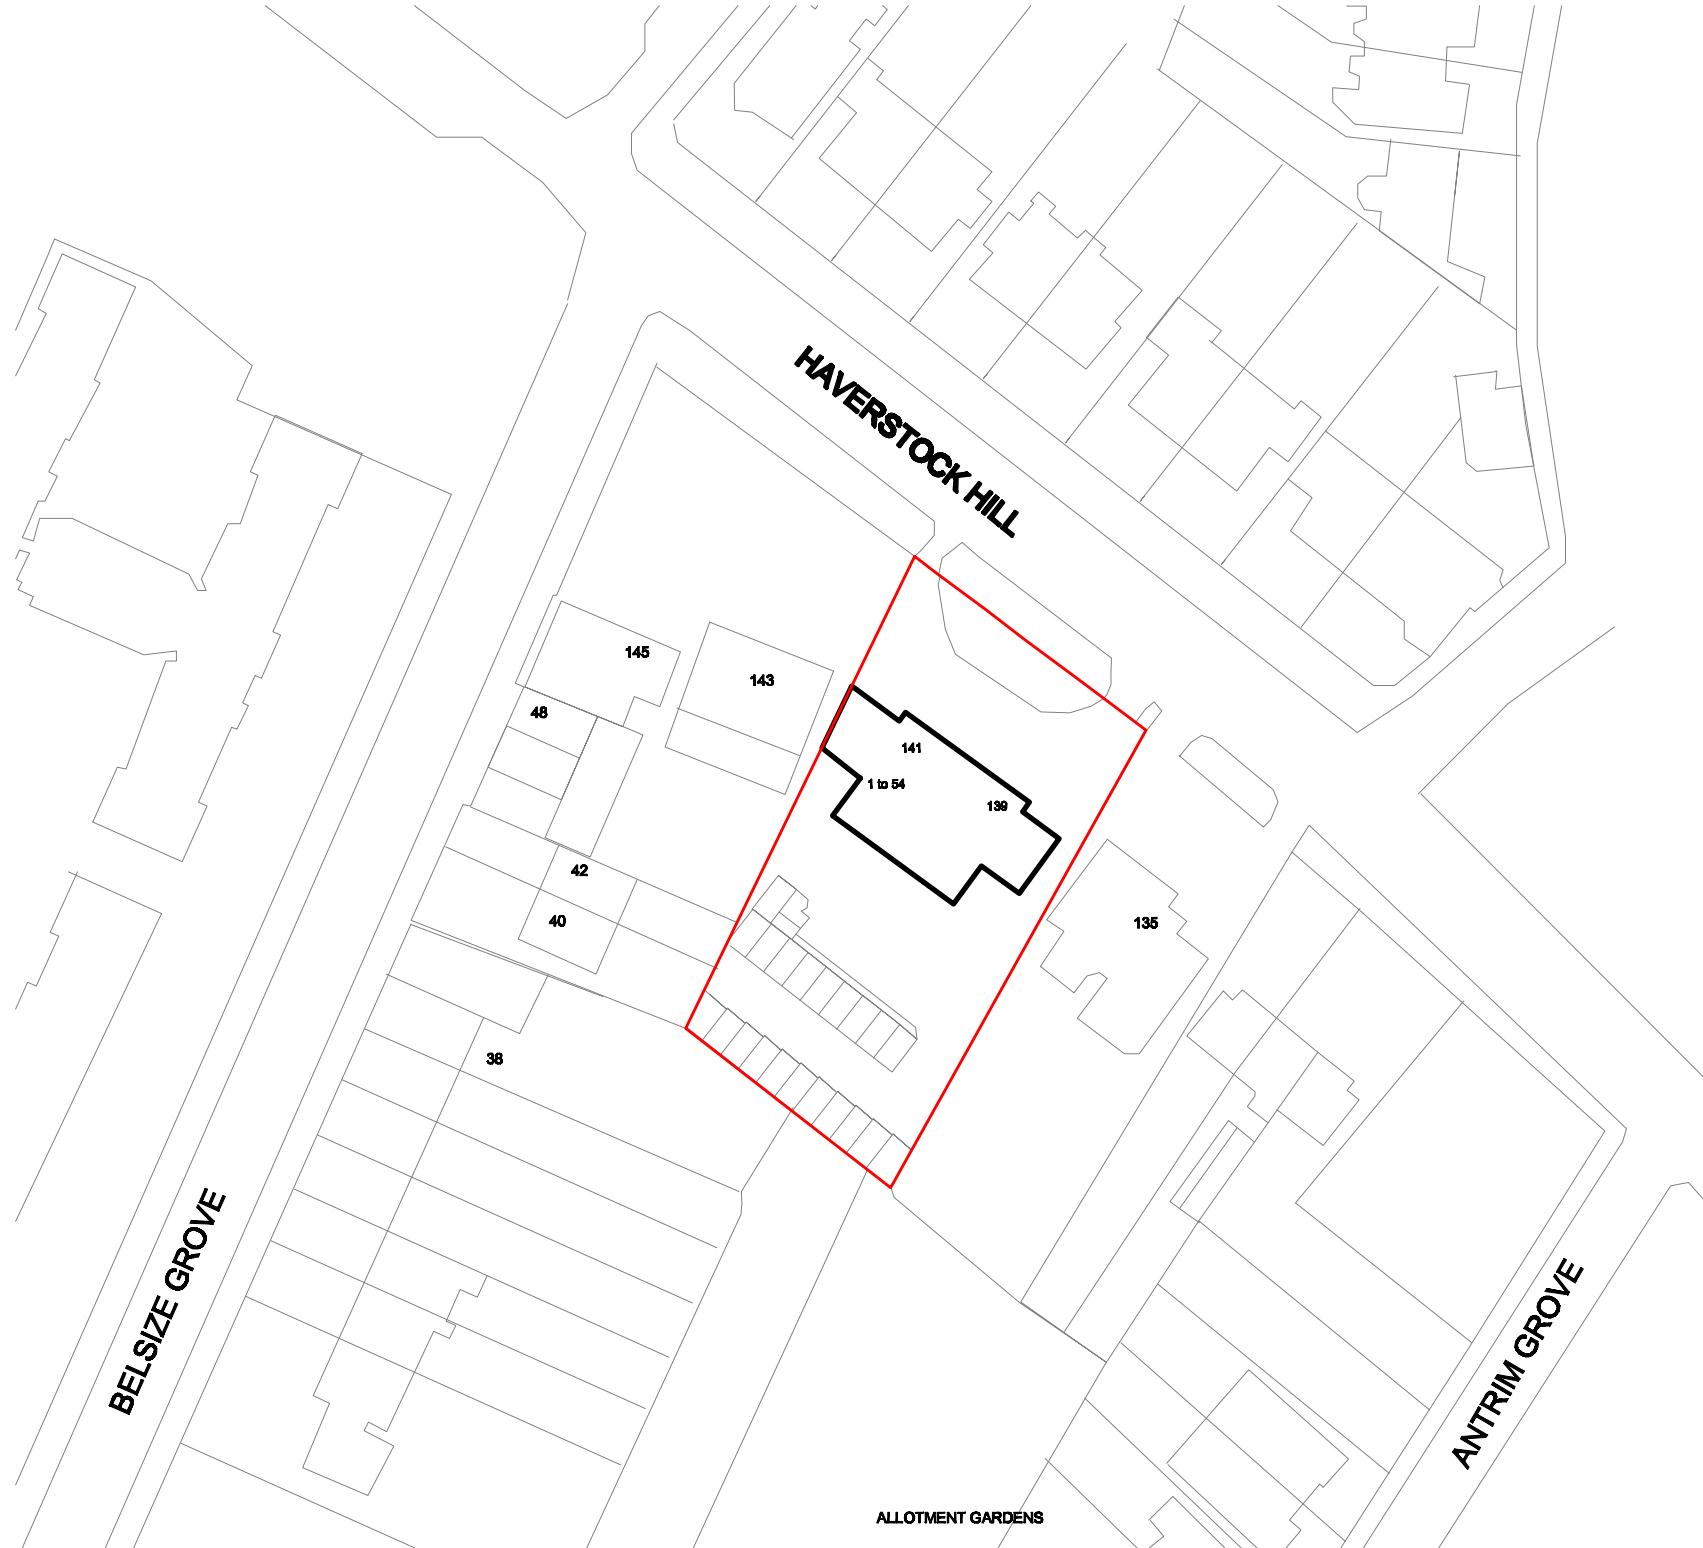 HAVERSTOCK HILL
145
143
48
141
1 to 54
139
42
40
135
38
BELSIZE GROVE
ANTRIM GROVE
ALLOTMENT GARDENS